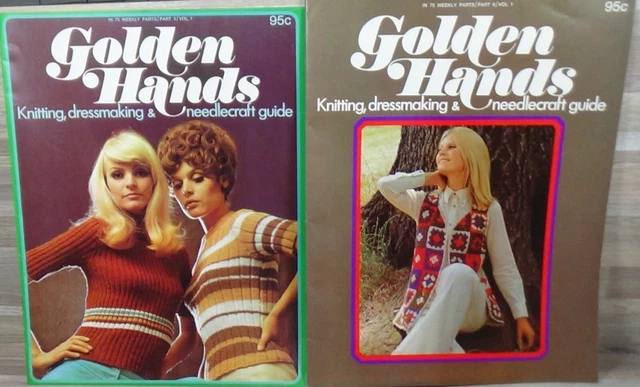 IN 75 WEEKLY PARTS/PART 5/VOL 1
95c
Golden
Hands
Knitting, dressmaking & needlecraft guide
IN 75 WEEKLY PARTS/PART 6/VOL 1
95c
Golden
Hands
Knitting, dressmaking & needlecraft guide